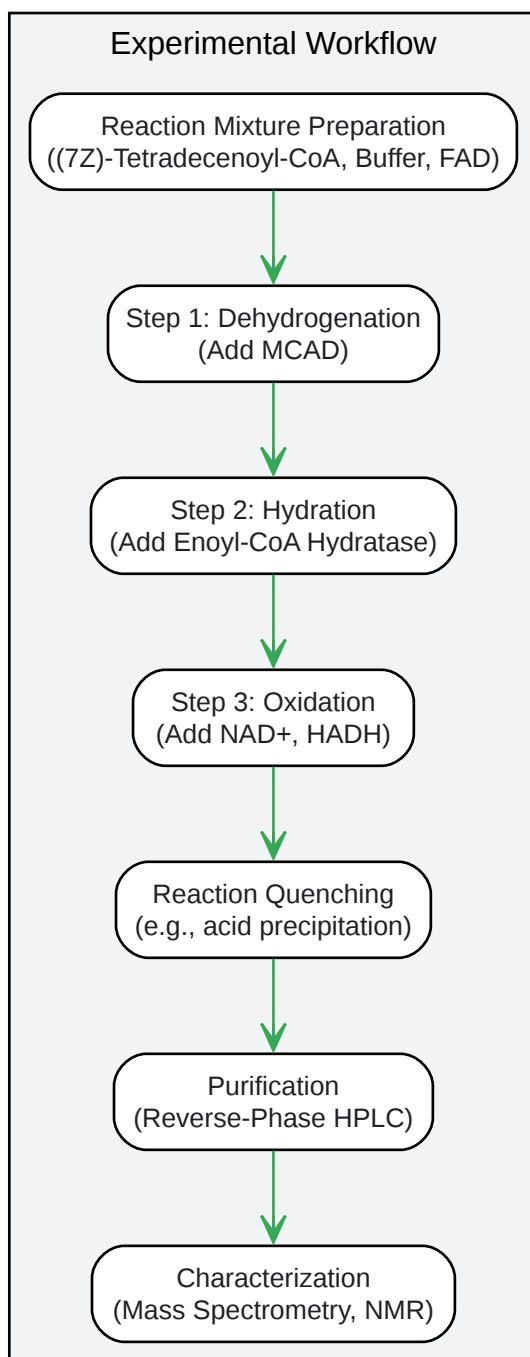 Experimental Workflow
Reaction Mixture Preparation
((7Z)-Tetradecenoyl-CoA, Buffer, FAD)
Step 1: Dehydrogenation
(Add MCAD)
Step 2: Hydration
(Add Enoyl-CoA Hydratase)
Step 3: Oxidation
(Add NAD+, HADH)
Reaction Quenching
(e.g., acid precipitation)
Purification
(Reverse-Phase HPLC)
Characterization
(Mass Spectrometry, NMR)